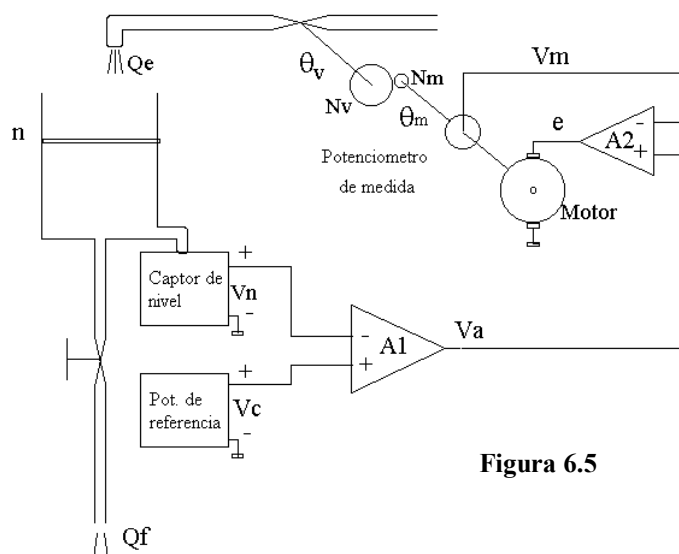 Qe
θv
Nv
Nm
θm
Vm
e
n
A2
- +
Potenciometro
de medida
Motor
Captor de
nivel
+
Vn
-
A1
- +
Va
Pot. de
referencia
+
Vc
-
Figura 6.5
Qf